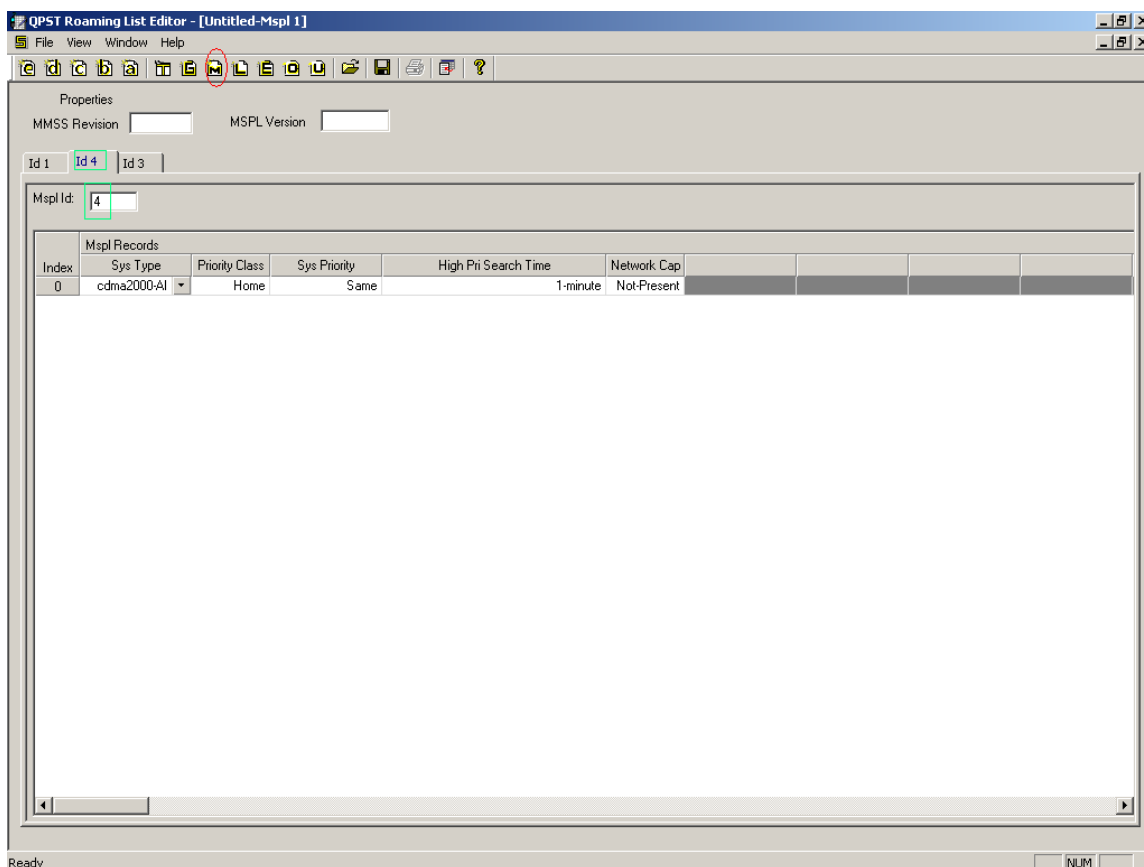 QPST Roaming List Editor - [Untitled-Mspl 1]
File View Window Help
e d c b a G M L E O U ?
Properties
MMSS Revision MSPL Version
Id 1 Id 4 Id 3
Mspl Id: 4
Mspl Records
Index Sys Type Priority Class Sys Priority High Pri Search Time Network Cap
0 cdma2000-Al Home Same 1-minute Not-Present
Ready NUM